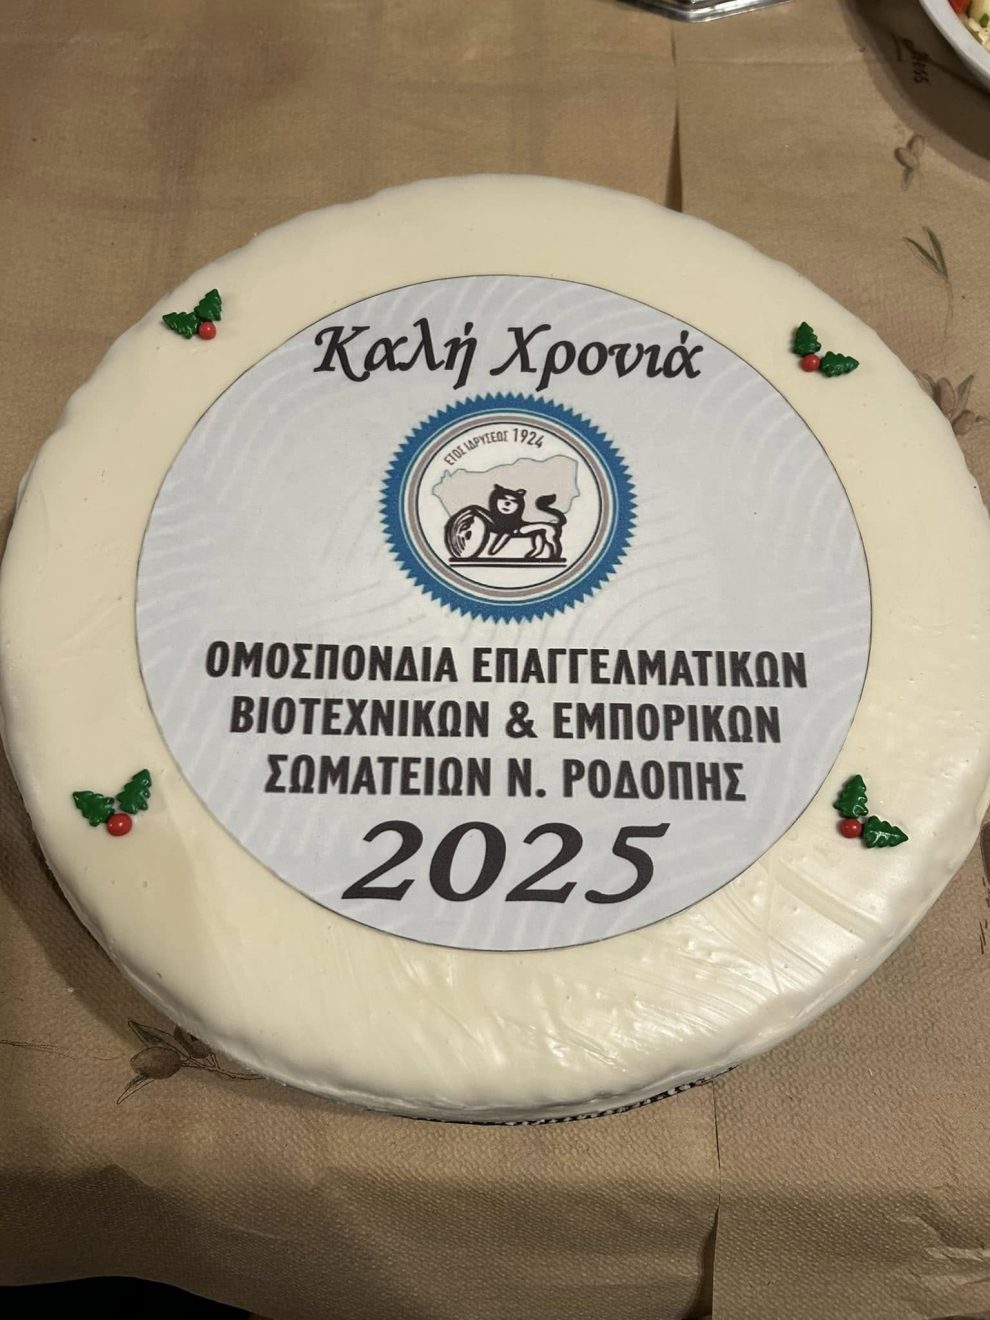 Καλή Χρονιά
ΕΤΟΣ ΙΔΡΥΣΕΩΣ 1924
ΟΜΟΣΠΟΝΔΙΑ ΕΠΑΓΓΕΛΜΑΤΙΚΩΝ
ΒΙΟΤΕΧΝΙΚΩΝ & ΕΜΠΟΡΙΚΩΝ
ΣΩΜΑΤΕΙΩΝ Ν. ΡΟΔΟΠΗΣ
2025